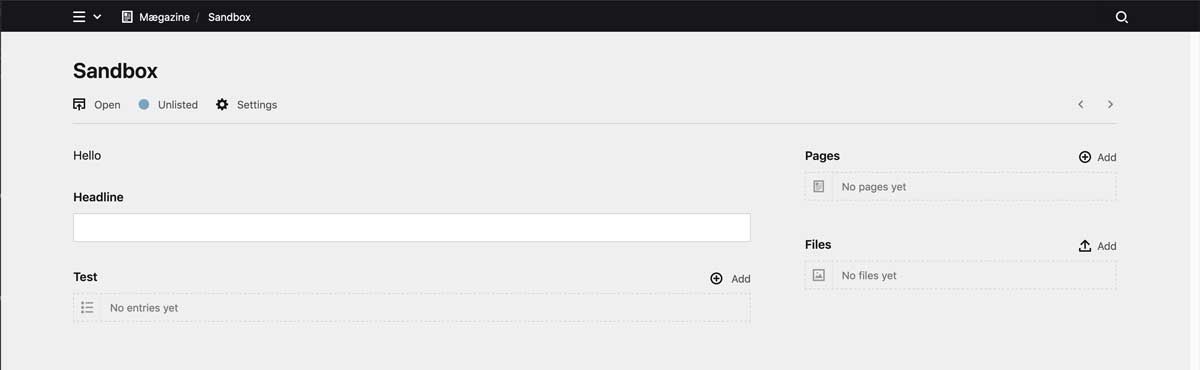 Mægazine / Sandbox
Sandbox
Open Unlisted Settings
Hello
Headline
Test Add
No entries yet
Pages Add
No pages yet
Files Add
No files yet